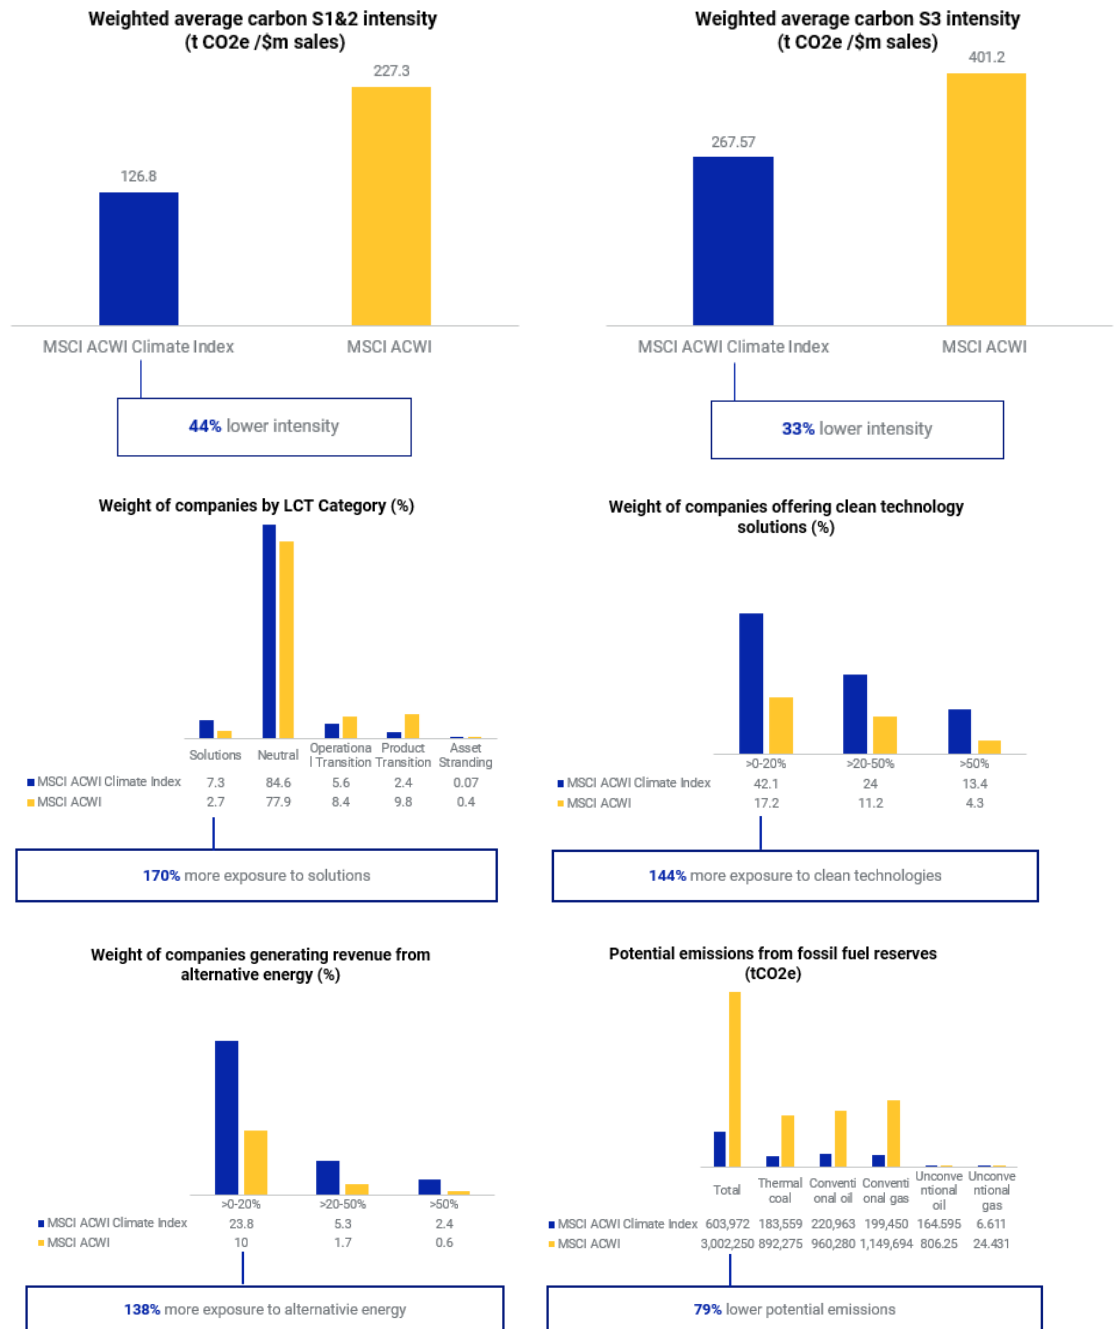 Weighted average carbon S1&2 intensity
(t CO2e /$m sales)
227.3
126.8
MSCI ACWI Climate Index MSCI ACWI
44% lower intensity
Weighted average carbon S3 intensity
(t CO2e /$m sales)
401.2
267.57
MSCI ACWI Climate Index MSCI ACWI
33% lower intensity
Weight of companies by LCT Category (%)
Solutions Neutral Operationa Product Asset
l Transition Transition Stranding
MSCI ACWI Climate Index 7.3 84.6 5.6 2.4 0.07
MSCI ACWI 2.7 77.9 8.4 9.8 0.4
170% more exposure to solutions
Weight of companies offering clean technology
solutions (%)
>0-20% >20-50% >50%
MSCI ACWI Climate Index 42.1 24 13.4
MSCI ACWI 17.2 11.2 4.3
144% more exposure to clean technologies
Weight of companies generating revenue from
alternative energy (%)
>0-20% >20-50% >50%
MSCI ACWI Climate Index 23.8 5.3 2.4
MSCI ACWI 10 1.7 0.6
138% more exposure to alternativie energy
Potential emissions from fossil fuel reserves
(tCO2e)
Total Thermal Conventi Conventi Unconve Unconve
coal onal oil onal gas ntional ntional
oil gas
MSCI ACWI Climate Index 603,972 183,559 220,963 199,450 164.595 6.611
MSCI ACWI 3,002,250 892,275 960,280 1,149,694 806.25 24.431
79% lower potential emissions